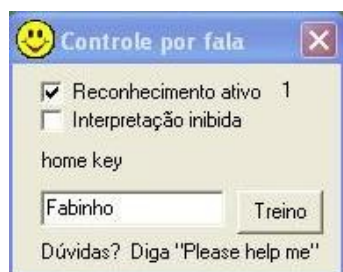 Controle por fala
Reconhecimento ativo 1
Interpretação inibida
home key
Fabinho Treino
Dúvidas? Diga "Please help me"